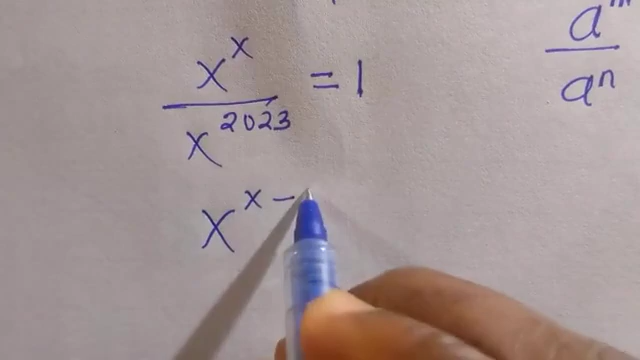 x^x / x^2023 = 1
x^x -
a^m / a^n